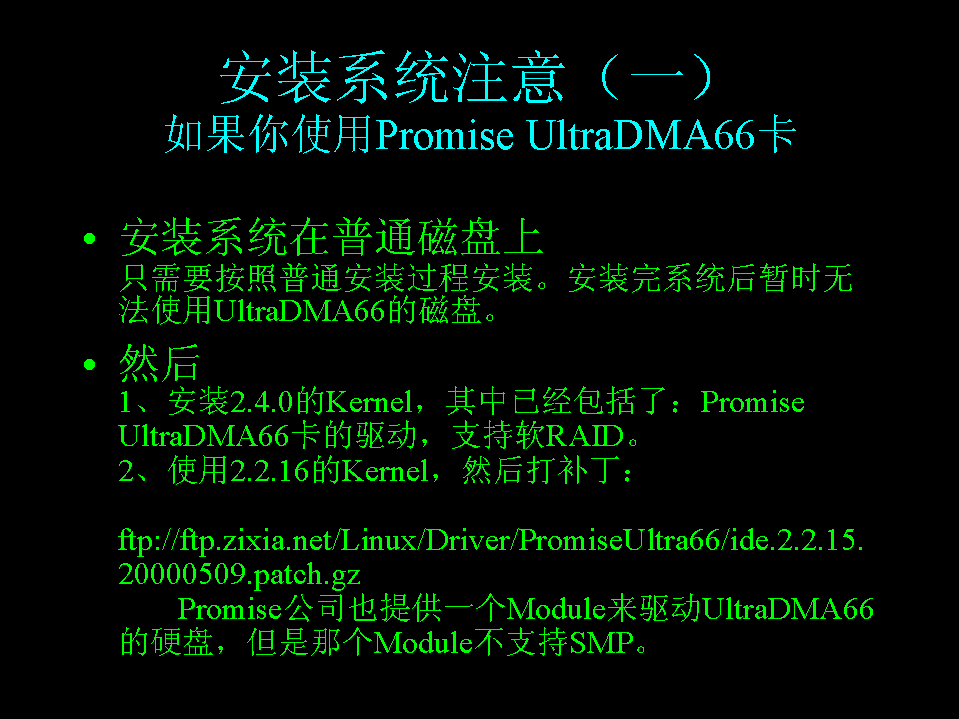 安装系统注意（一）
如果你使用Promise UltraDMA66卡
• 安装系统在普通磁盘上
只需要按照普通安装过程安装。安装完系统后暂时无
法使用UltraDMA66的磁盘。
• 然后
1、安装2.4.0的Kernel，其中已经包括了：Promise
UltraDMA66卡的驱动，支持软RAID。
2、使用2.2.16的Kernel，然后打补丁：
ftp://ftp.zixia.net/Linux/Driver/PromiseUltra66/ide.2.2.15.
20000509.patch.gz
Promise公司也提供一个Module来驱动UltraDMA66
的硬盘，但是那个Module不支持SMP。